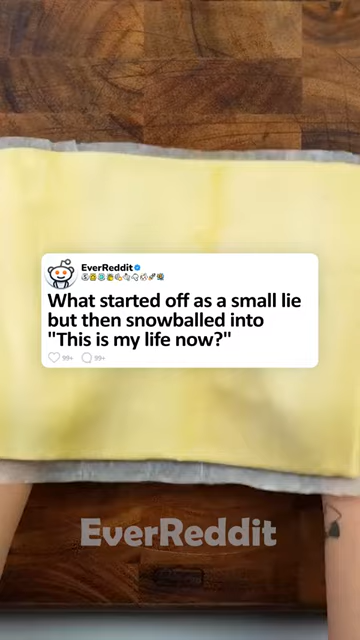 EverReddit
What started off as a small lie
but then snowballed into
"This is my life now?"
99+ 99+
EverReddit